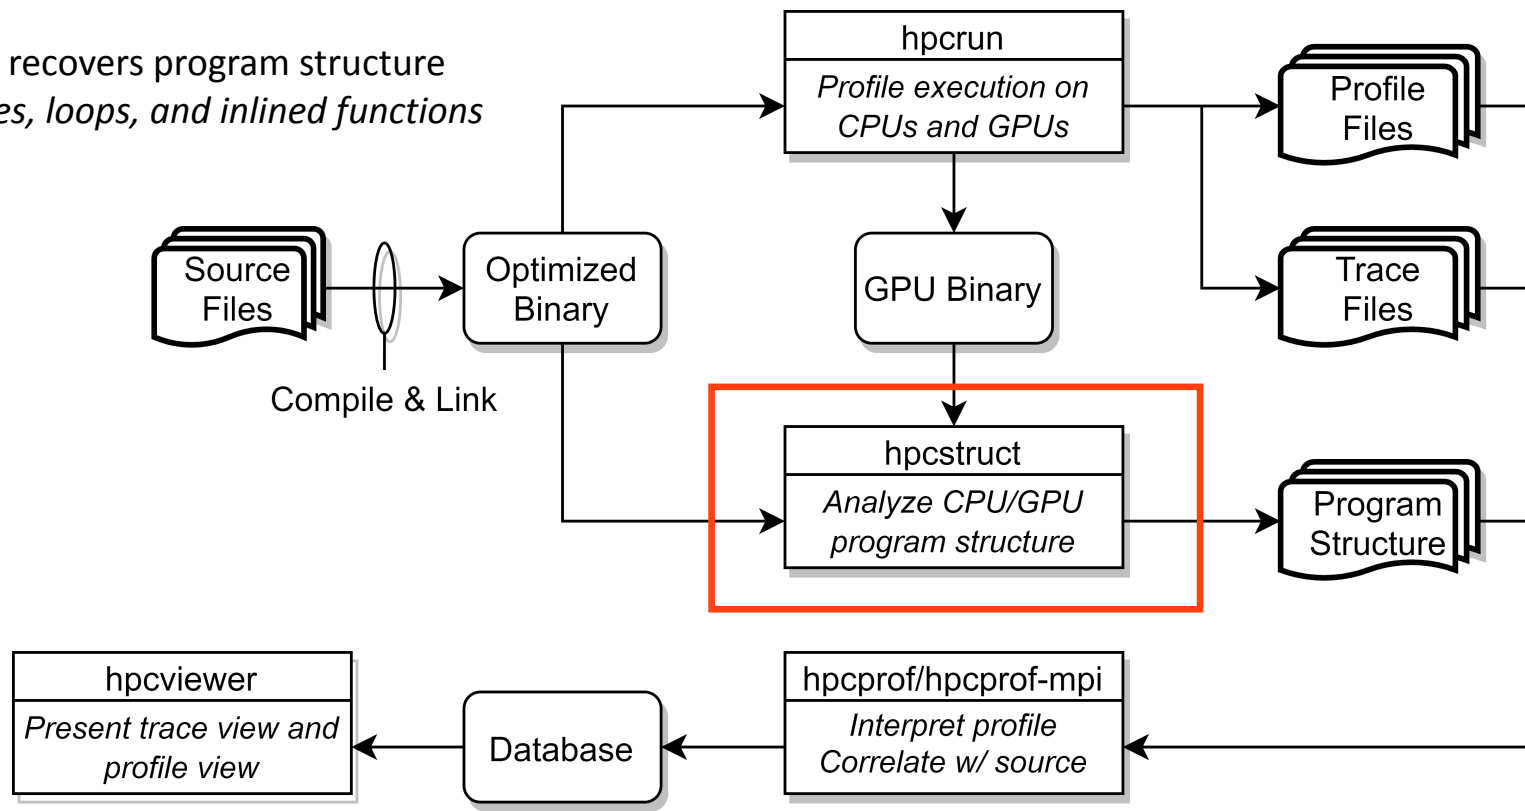 recovers program structure
es, loops, and inlined functions
hpcrun
Profile execution on
CPUs and GPUs
Profile
Files
Source
Files
Optimized
Binary
GPU Binary
Trace
Files
Compile & Link
hpcstruct
Analyze CPU/GPU
program structure
Program
Structure
hpcviewer
Present trace view and
profile view
Database
hpcprof/hpcprof-mpi
Interpret profile
Correlate w/ source